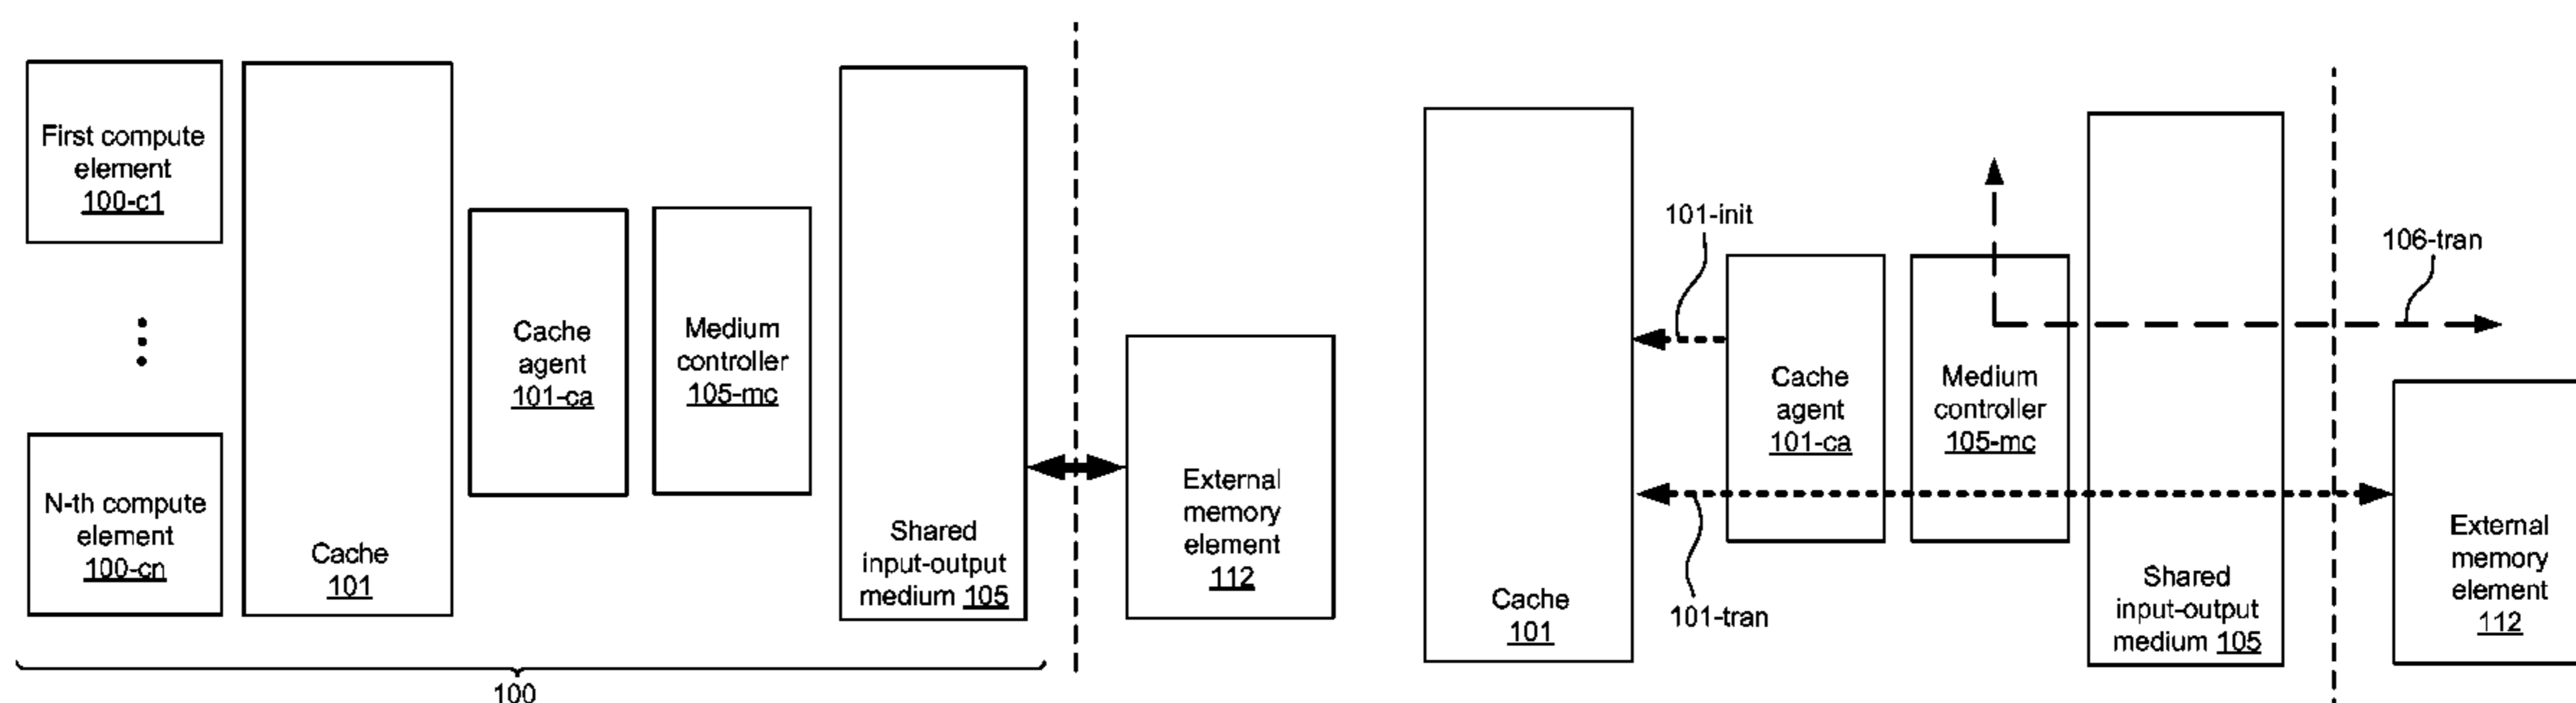 First compute
element
100-c1
N-th compute
element
100-cn
Cache
101
Cache
agent
101-ca
Medium
controller
105-mc
Shared
input-output
medium 105
External
memory
element
112
100
Cache
101
101-init
101-tran
Cache
agent
101-ca
Medium
controller
105-mc
Shared
input-output
medium 105
106-tran
External
memory
element
112